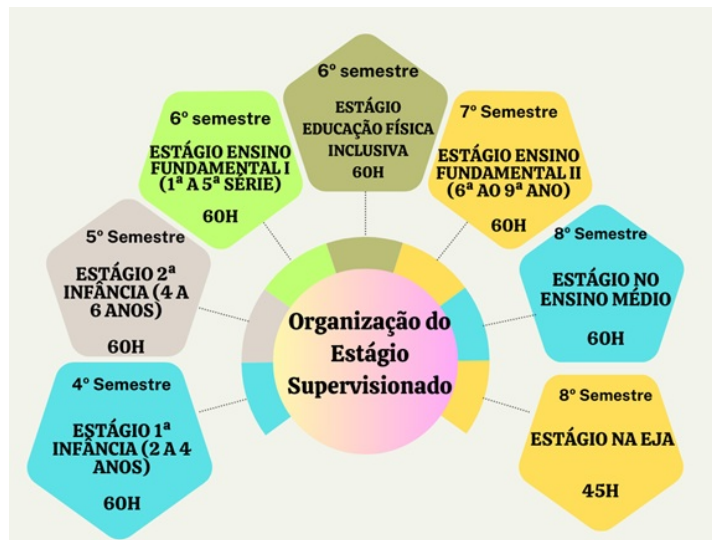 4º Semestre
ESTÁGIO 1ª
INFÂNCIA (2 A 4
ANOS)
60H
5º Semestre
ESTÁGIO 2ª
INFÂNCIA (4 A
6 ANOS)
60H
6º semestre
ESTÁGIO ENSINO
FUNDAMENTAL I
(1ª A 5ª SÉRIE)
60H
6º semestre
ESTÁGIO
EDUCAÇÃO FÍSICA
INCLUSIVA
60H
7º Semestre
ESTÁGIO ENSINO
FUNDAMENTAL II
(6ª AO 9ª ANO)
60H
8º Semestre
ESTÁGIO NO
ENSINO MÉDIO
60H
8º Semestre
ESTÁGIO NA EJA
45H
Organização do
Estágio
Supervisionado